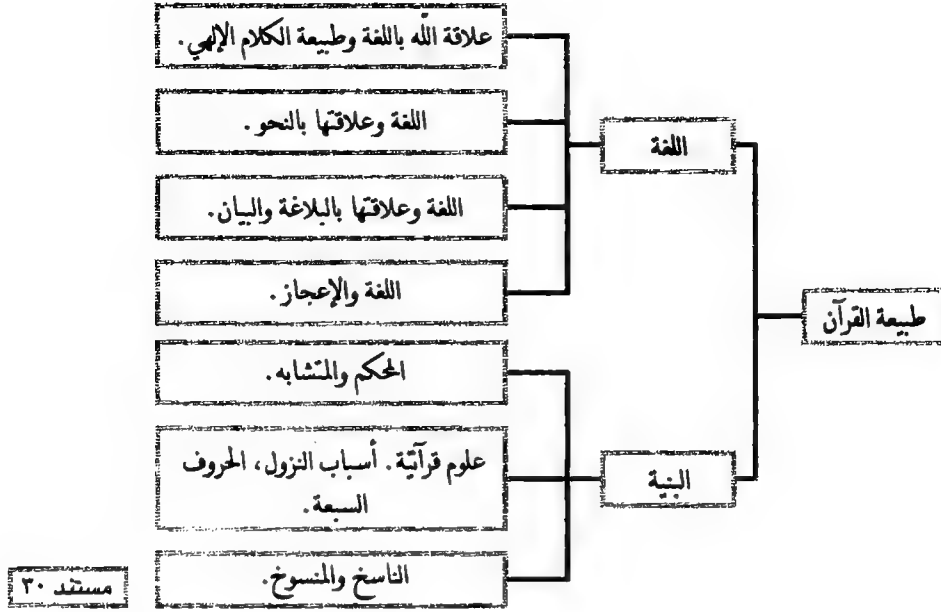 طبيعة القرآن
اللغة
علاقة الله باللغة وطبيعة الكلام الإلهي.
اللغة وعلاقتها بالنحو.
اللغة وعلاقتها بالبلاغة والبيان.
اللغة والإعجاز.
البنية
المحكم والمتشابه.
علوم قرآنية. أسباب النزول، الحروف
السبعة.
الناسخ والمنسوخ.
مستند ٣٠